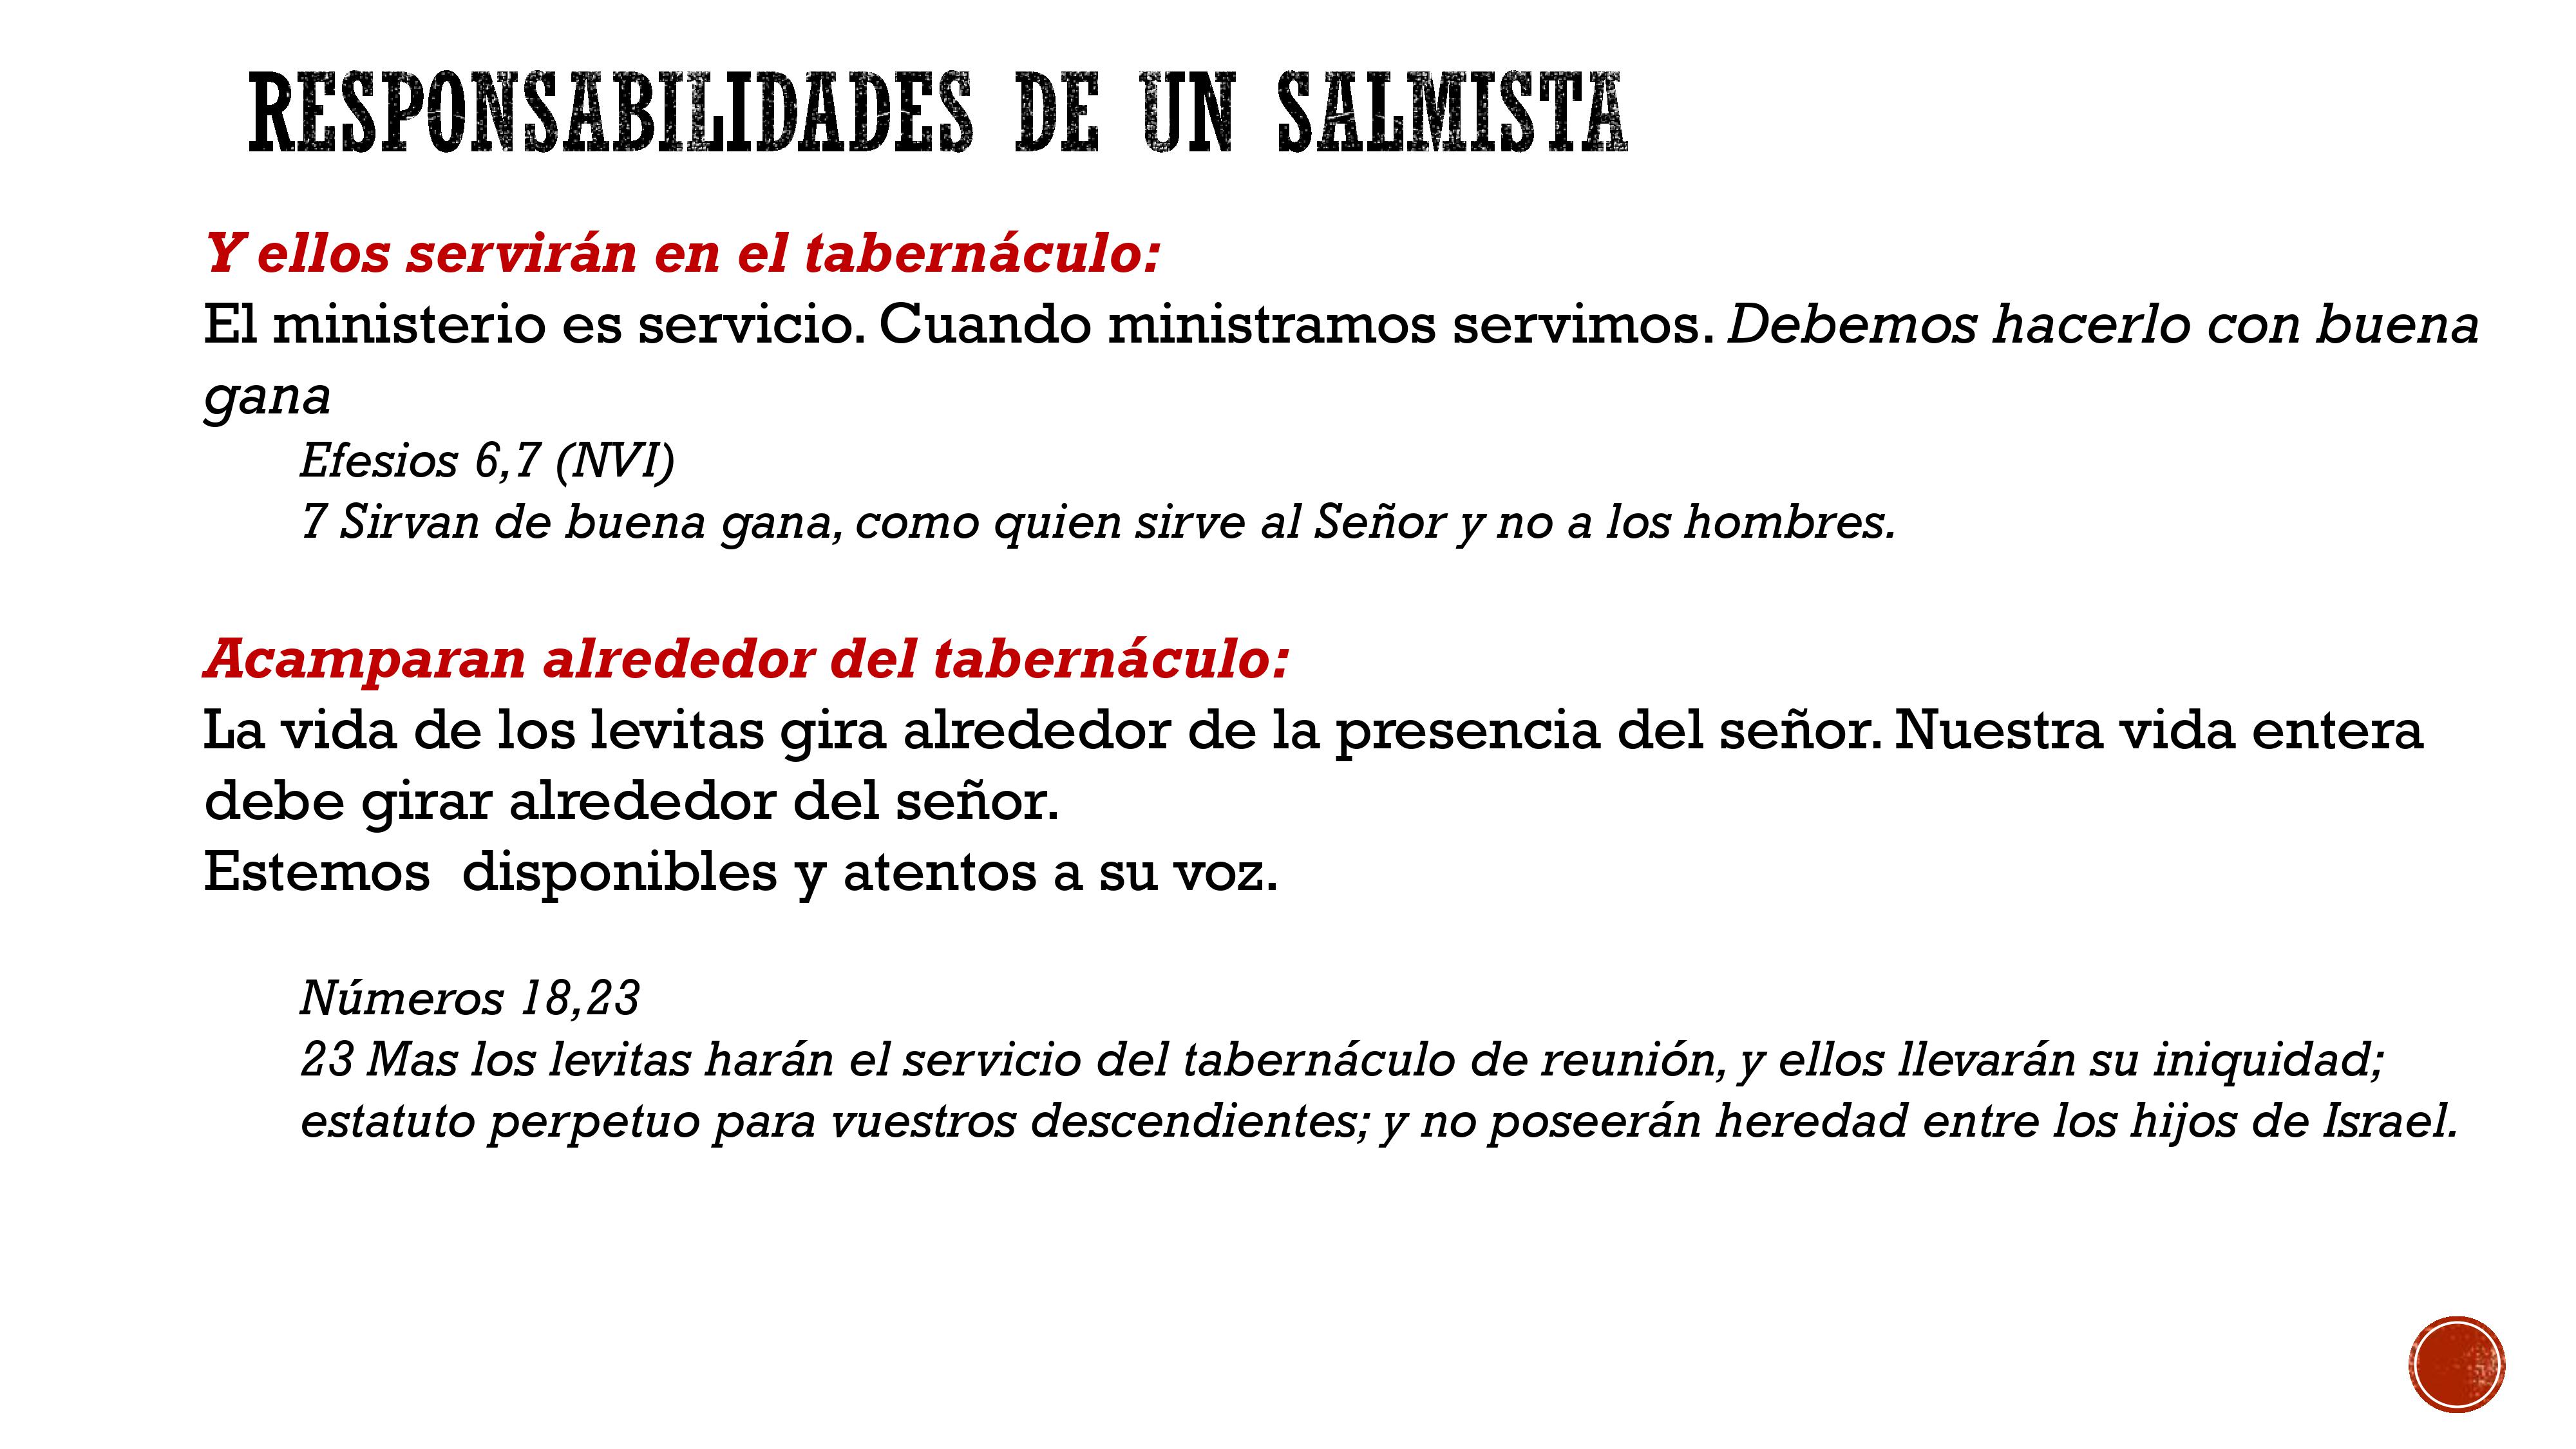 RESPONSABILIDADES DE UN SALMISTA
Y ellos servirán en el tabernáculo:
El ministerio es servicio. Cuando ministramos servimos. Debemos hacerlo con buena
gana
Efesios 6,7 (NVI)
7 Sirvan de buena gana, como quien sirve al Señor y no a los hombres.
Acamparan alrededor del tabernáculo:
La vida de los levitas gira alrededor de la presencia del señor. Nuestra vida entera
debe girar alrededor del señor.
Estemos  disponibles y atentos a su voz.
Números 18,23
23 Mas los levitas harán el servicio del tabernáculo de reunión, y ellos llevarán su iniquidad;
estatuto perpetuo para vuestros descendientes; y no poseerán heredad entre los hijos de Israel.